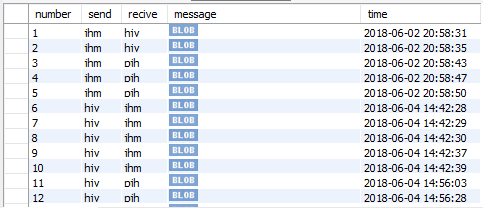 number send recive message time
1 ihm hiv BLOB 2018-06-02 20:58:31
2 ihm hiv BLOB 2018-06-02 20:58:35
3 ihm pih BLOB 2018-06-02 20:58:43
4 ihm pih BLOB 2018-06-02 20:58:47
5 ihm pih BLOB 2018-06-02 20:58:50
6 hiv ihm BLOB 2018-06-04 14:42:28
7 hiv ihm BLOB 2018-06-04 14:42:29
8 hiv ihm BLOB 2018-06-04 14:42:30
9 hiv ihm BLOB 2018-06-04 14:42:37
10 hiv ihm BLOB 2018-06-04 14:42:39
11 hiv pih BLOB 2018-06-04 14:56:03
12 hiv pih BLOB 2018-06-04 14:56:28